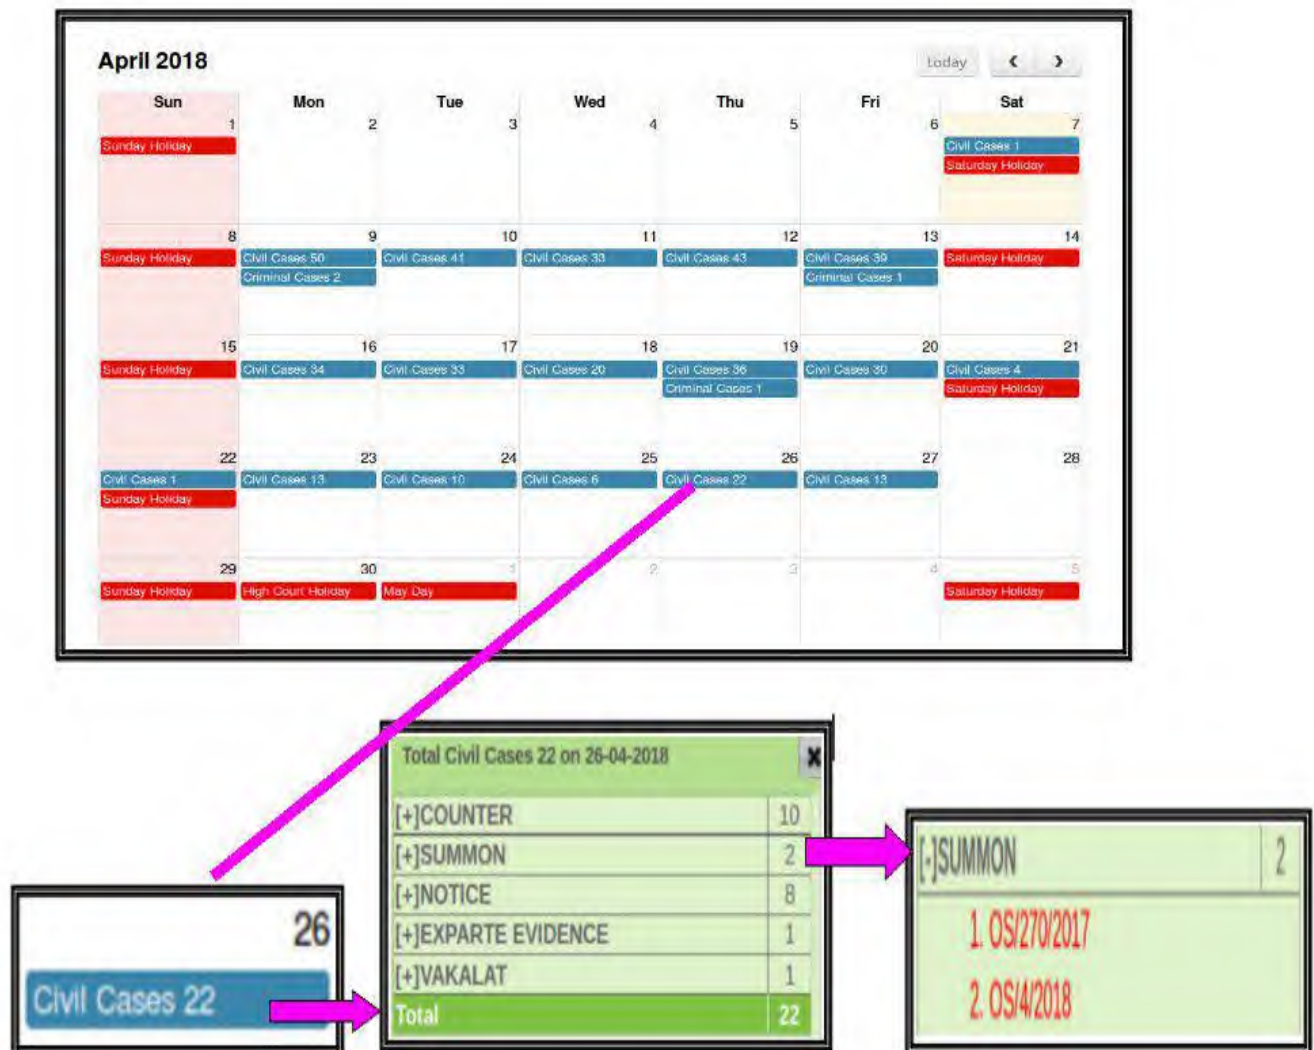 April 2018
today
Sun Mon Tue Wed Thu Fri Sat
1 2 3 4 5 6 7
Sunday Holiday Civil Cases 1
Saturday Holiday
8 9 10 11 12 13 14
Sunday Holiday Civil Cases 50 Civil Cases 41 Civil Cases 33 Civil Cases 43 Civil Cases 39 Saturday Holiday
Criminal Cases 2 Criminal Cases 1
15 16 17 18 19 20 21
Sunday Holiday Civil Cases 34 Civil Cases 33 Civil Cases 20 Civil Cases 36 Civil Cases 30 Civil Cases 4
Criminal Cases 1 Saturday Holiday
22 23 24 25 26 27 28
Civil Cases 1 Civil Cases 13 Civil Cases 10 Civil Cases 6 Civil Cases 22 Civil Cases 13
Sunday Holiday
29 30 1 2 3 4 5
Sunday Holiday High Court Holiday May Day Saturday Holiday
26
Civil Cases 22
Total Civil Cases 22 on 26-04-2018 x
[+]COUNTER 10
[+]SUMMON 2
[+]NOTICE 8
[+]EXPARTE EVIDENCE 1
[+]VAKALAT 1
Total 22
[-]SUMMON 2
1. OS/270/2017
2. OS/4/2018